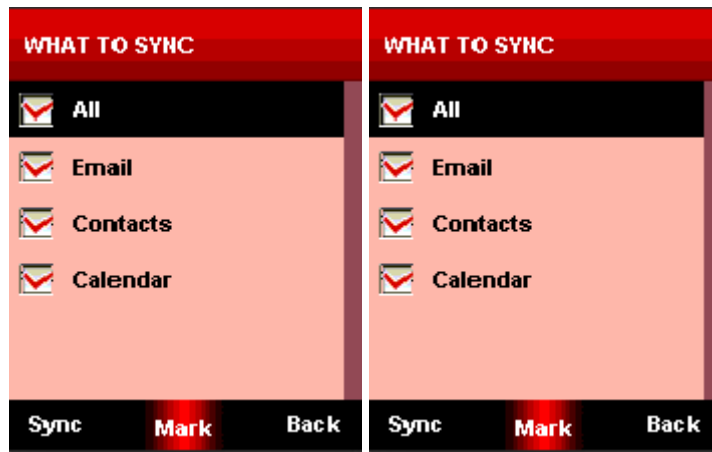 WHAT TO SYNC
All
Email
Contacts
Calendar
Sync Mark Back
WHAT TO SYNC
All
Email
Contacts
Calendar
Sync Mark Back